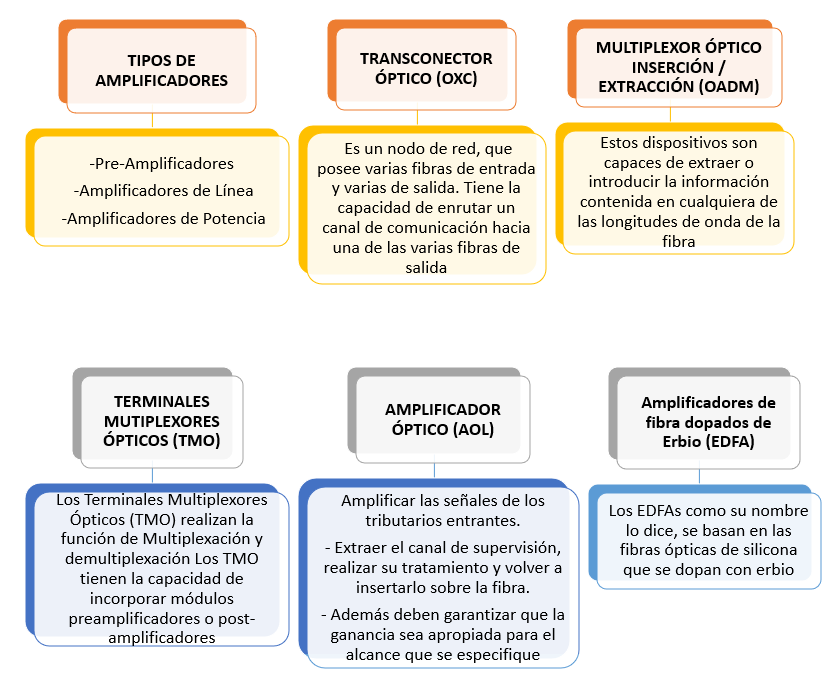 TIPOS DE
AMPLIFICADORES
-Pre-Amplificadores
-Amplificadores de Línea
-Amplificadores de Potencia
TRANSCONECTOR
ÓPTICO (OXC)
Es un nodo de red, que
posee varias fibras de entrada
y varias de salida. Tiene la
capacidad de enrutar un
canal de comunicación hacia
una de las varias fibras de
salida
MULTIPLEXOR ÓPTICO
INSERCIÓN /
EXTRACCIÓN (OADM)
Estos dispositivos son
capaces de extraer o
introducir la información
contenida en cualquiera de
las longitudes de onda de la
fibra
TERMINALES
MUTIPLEXORES
ÓPTICOS (TMO)
Los Terminales Multiplexores
Ópticos (TMO) realizan la
función de Multiplexación y
demultiplexación Los TMO
tienen la capacidad de
incorporar módulos
preamplificadores o post-
amplificadores
AMPLIFICADOR
ÓPTICO (AOL)
Amplificar las señales de los
tributarios entrantes.
- Extraer el canal de supervisión,
realizar su tratamiento y volver a
insertarlo sobre la fibra.
- Además deben garantizar que la
ganancia sea apropiada para el
alcance que se especifique
Amplificadores de
fibra dopados de
Erbio (EDFA)
Los EDFAs como su nombre
lo dice, se basan en las
fibras ópticas de silicona
que se dopan con erbio